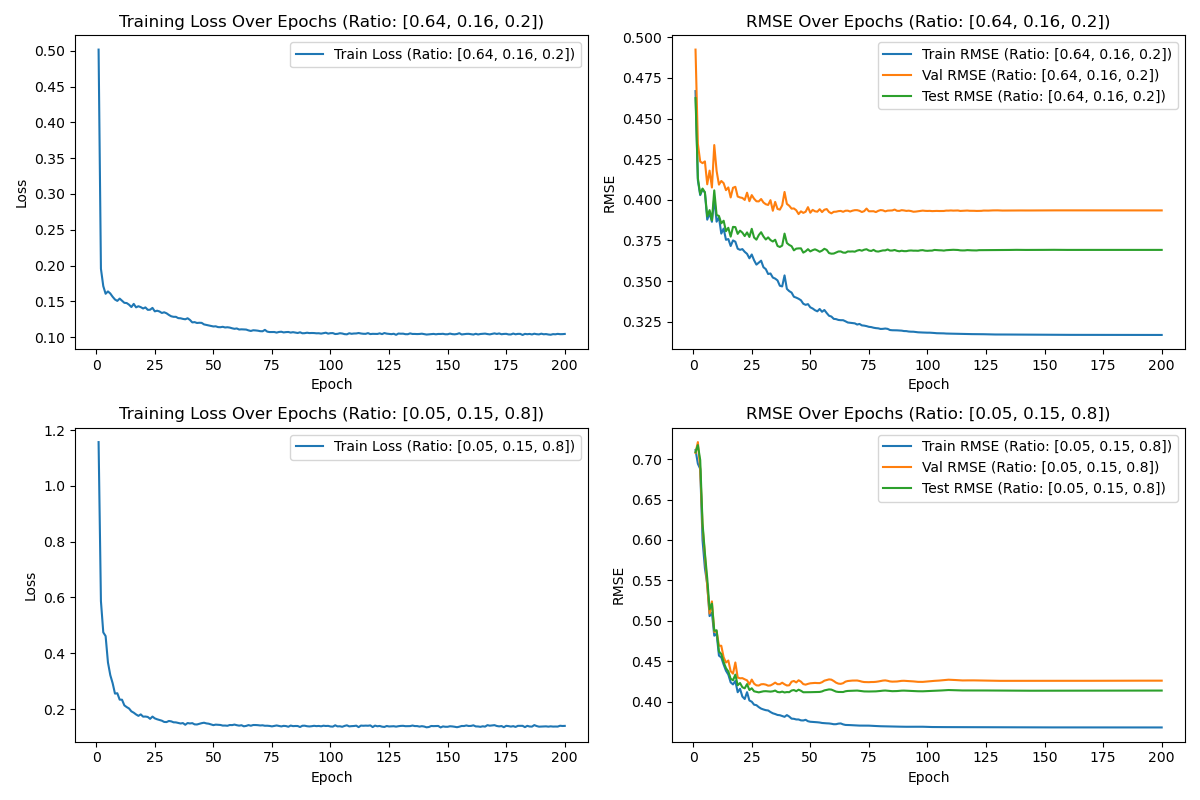 Training Loss Over Epochs (Ratio: [0.64, 0.16, 0.2])
0.50
0.45
0.40
0.35
0.30
0.25
0.20
0.15
0.10
Loss
Train Loss (Ratio: [0.64, 0.16, 0.2])
0 25 50 75 100 125 150 175 200
Epoch
RMSE Over Epochs (Ratio: [0.64, 0.16, 0.2])
0.500
0.475
0.450
0.425
0.400
0.375
0.350
0.325
RMSE
Train RMSE (Ratio: [0.64, 0.16, 0.2])
Val RMSE (Ratio: [0.64, 0.16, 0.2])
Test RMSE (Ratio: [0.64, 0.16, 0.2])
0 25 50 75 100 125 150 175 200
Epoch
Training Loss Over Epochs (Ratio: [0.05, 0.15, 0.8])
1.2
1.0
0.8
0.6
0.4
0.2
Loss
Train Loss (Ratio: [0.05, 0.15, 0.8])
0 25 50 75 100 125 150 175 200
Epoch
RMSE Over Epochs (Ratio: [0.05, 0.15, 0.8])
0.70
0.65
0.60
0.55
0.50
0.45
0.40
RMSE
Train RMSE (Ratio: [0.05, 0.15, 0.8])
Val RMSE (Ratio: [0.05, 0.15, 0.8])
Test RMSE (Ratio: [0.05, 0.15, 0.8])
0 25 50 75 100 125 150 175 200
Epoch